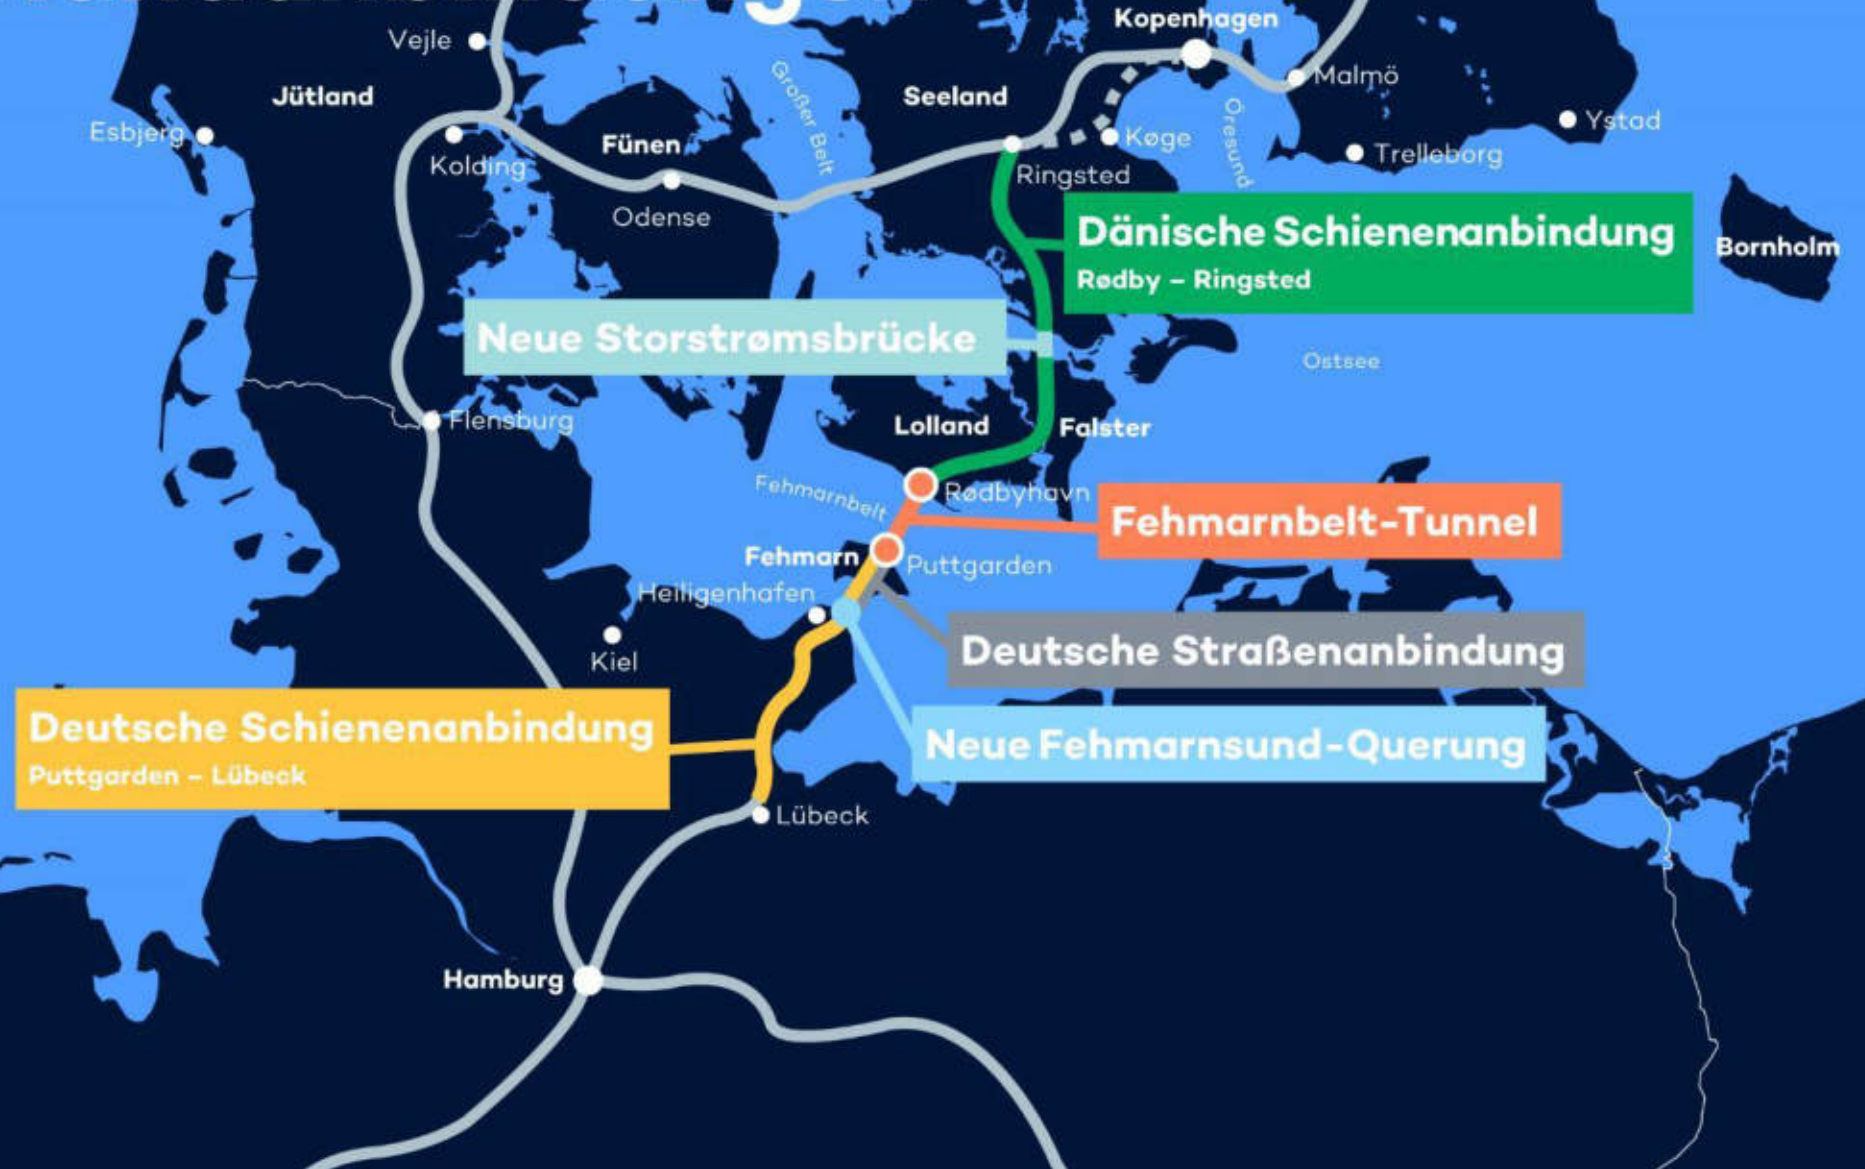 Kopenhagen
Vejle
Malmö
Jütland
Großer Belt
Seeland
Øresund
Esbjerg
Fünen
Køge
Ystad
Kolding
Trelleborg
Ringsted
Odense
Dänische Schienenanbindung
Rødby – Ringsted
Bornholm
Neue Storstrømsbrücke
Ostsee
Flensburg
Lolland
Falster
Fehmarnbelt
Rødbyhavn
Fehmarnbelt-Tunnel
Fehmarn
Puttgarden
Heiligenhafen
Kiel
Deutsche Straßenanbindung
Deutsche Schienenanbindung
Puttgarden – Lübeck
Neue Fehmarnsund-Querung
Lübeck
Hamburg